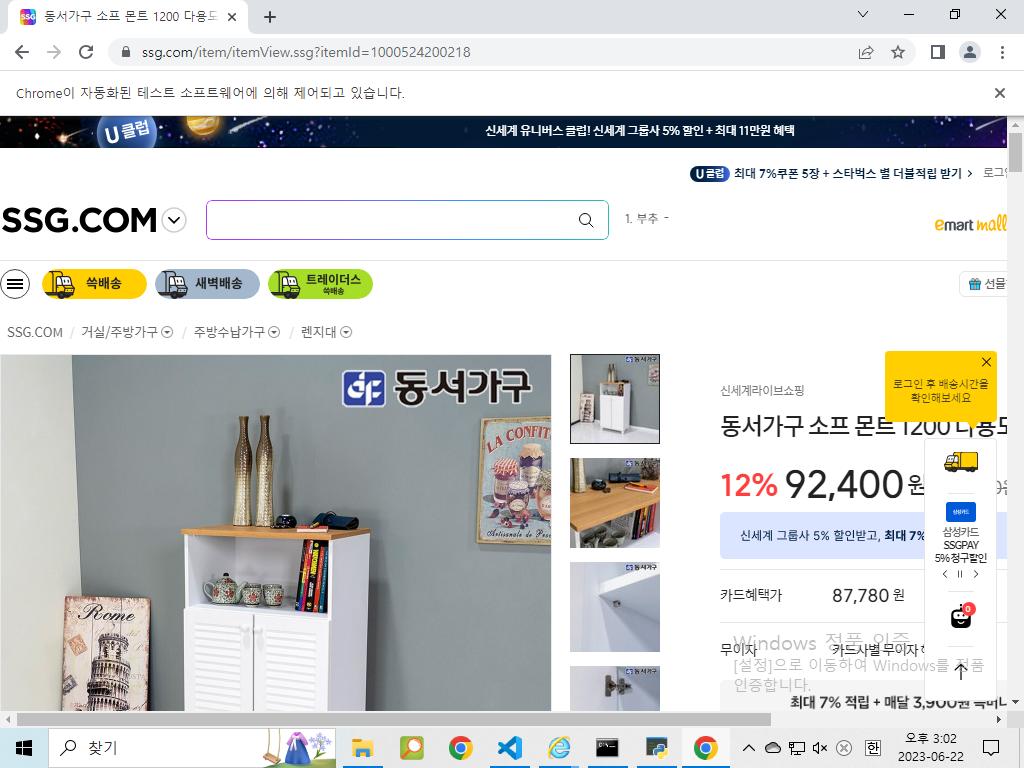 동서가구 소프 몬트 1200 다용도
ssg.com/item/itemView.ssg?itemId=1000524200218
Chrome이 자동화된 테스트 소프트웨어에 의해 제어되고 있습니다.
U 클럽
신세계 유니버스 클럽! 신세계 그룹사 5% 할인 + 최대 11만원 혜택
U 클럽 최대 7%쿠폰 5장 + 스타벅스 별 더블적립 받기 > 로그인
SSG.COM
1. 부추 -
emart mall
쓱배송
새벽배송
트레이더스
쓱배송
선물
SSG.COM / 거실/주방가구 / 주방수납가구 / 렌지대
동서가구
LA CONFIT
Artisanale de
Rome
로그인 후 배송시간을
확인해보세요
신세계라이브쇼핑
동서가구 소프 몬트 1200 다용도
12% 92,400 원
신세계 그룹사 5% 할인받고, 최대 7%
삼성카드
삼성카드
SSGPAY
5% 청구할인
카드혜택가 87,780 원
0
무이자 카드사별 무이자
Windows 정품 인증
[설정]으로 이동하여 Windows를 정품
인증합니다.
최대 7% 적립 + 매달 3,900원
찾기
오후 3:02
2023-06-22
한